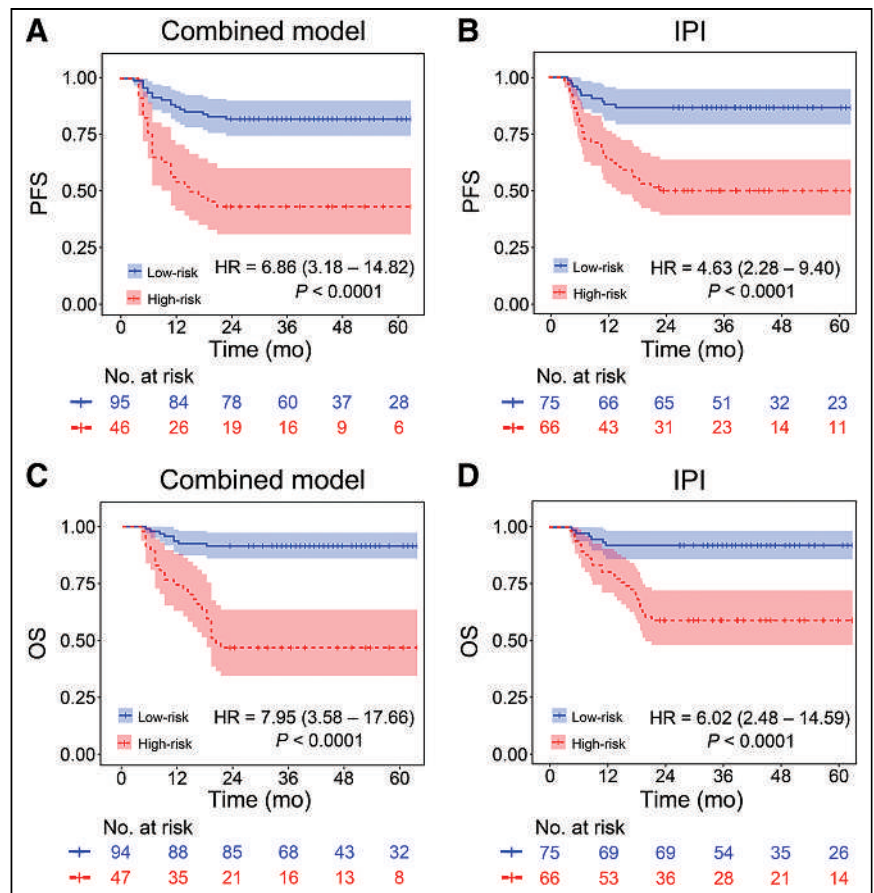 A
Combined model
1.00
0.75
0.50
0.25
0.00
PFS
Low-risk
High-risk
HR = 6.86 (3.18 – 14.82)
P < 0.0001
0 12 24 36 48 60
Time (mo)
No. at risk
95 84 78 60 37 28
46 26 19 16 9 6
B
IPI
1.00
0.75
0.50
0.25
0.00
PFS
Low-risk
High-risk
HR = 4.63 (2.28 – 9.40)
P < 0.0001
0 12 24 36 48 60
Time (mo)
No. at risk
75 66 65 51 32 23
66 43 31 23 14 11
C
Combined model
1.00
0.75
0.50
0.25
0.00
OS
Low-risk
High-risk
HR = 7.95 (3.58 – 17.66)
P < 0.0001
0 12 24 36 48 60
Time (mo)
No. at risk
94 88 85 68 43 32
47 35 21 16 13 8
D
IPI
1.00
0.75
0.50
0.25
0.00
OS
Low-risk
High-risk
HR = 6.02 (2.48 – 14.59)
P < 0.0001
0 12 24 36 48 60
Time (mo)
No. at risk
75 69 69 54 35 26
66 53 36 28 21 14